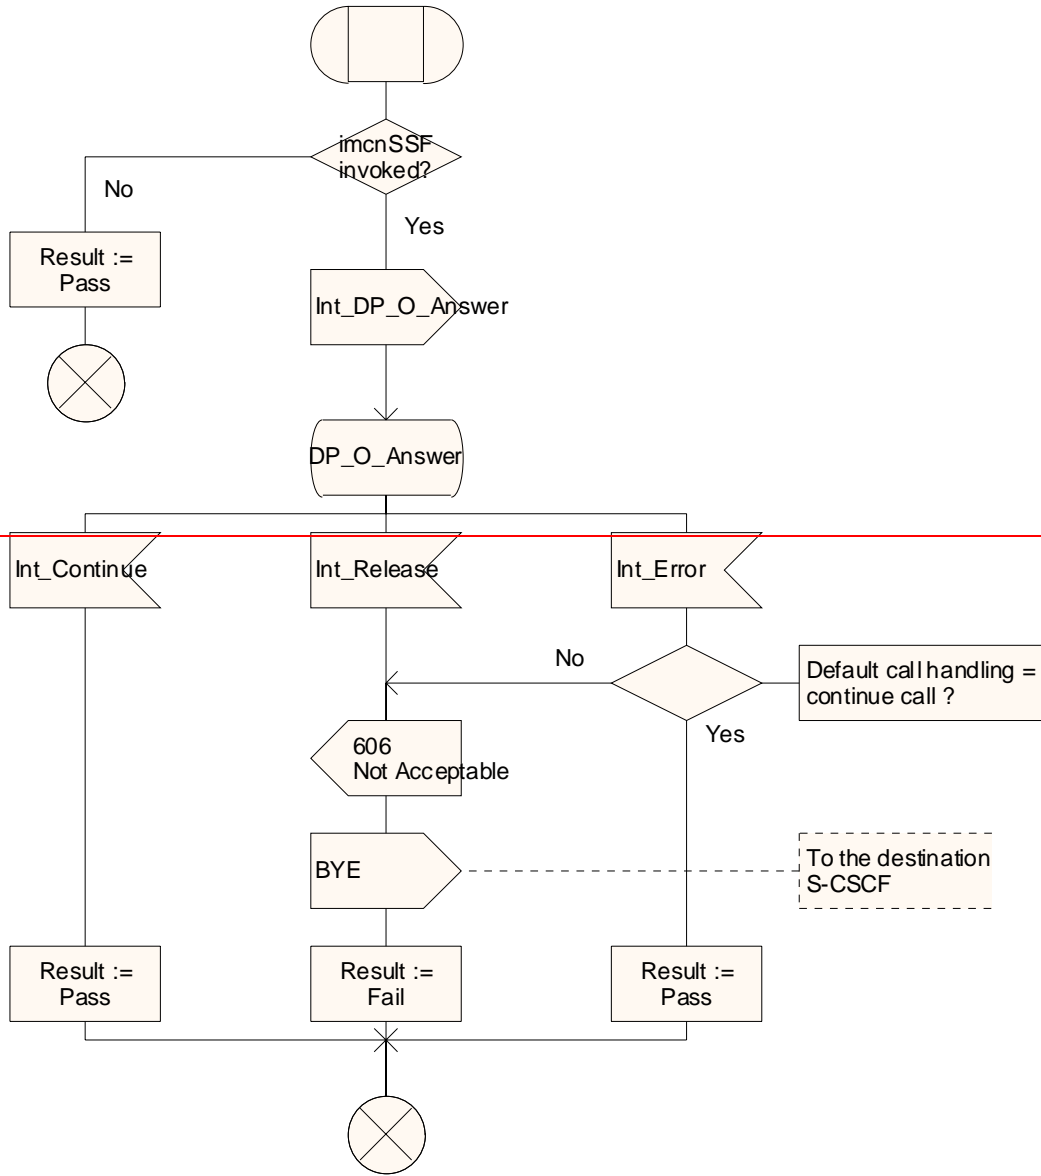 imcnSSF
invoked?
No
Yes
Result :=
Pass
Int_DP_O_Answer
DP_O_Answer
Int_Continue
Int_Release
Int_Error
No
Default call handling =
continue call ?
Yes
606
Not Acceptable
BYE
To the destination
S-CSCF
Result :=
Pass
Result :=
Fail
Result :=
Pass